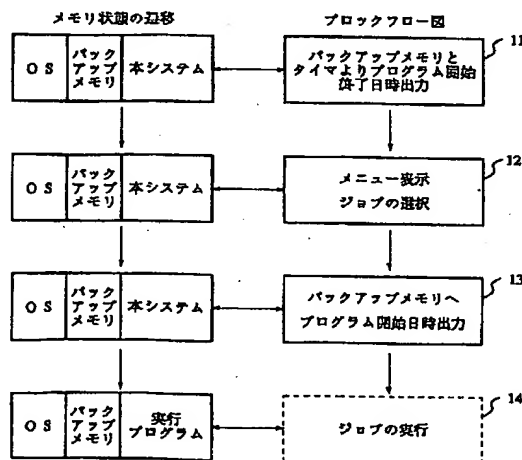 メモリ状態の遷移
ブロックフロー図
OS
バック
アップ
メモリ
本システム
バックアップメモリと
タイマよりプログラム開始
終了日時出力
11
OS
バック
アップ
メモリ
本システム
メニュー表示
ジョブの選択
12
OS
バック
アップ
メモリ
本システム
バックアップメモリへ
プログラム開始日時出力
13
OS
バック
アップ
メモリ
実行
プログラム
ジョブの実行
14